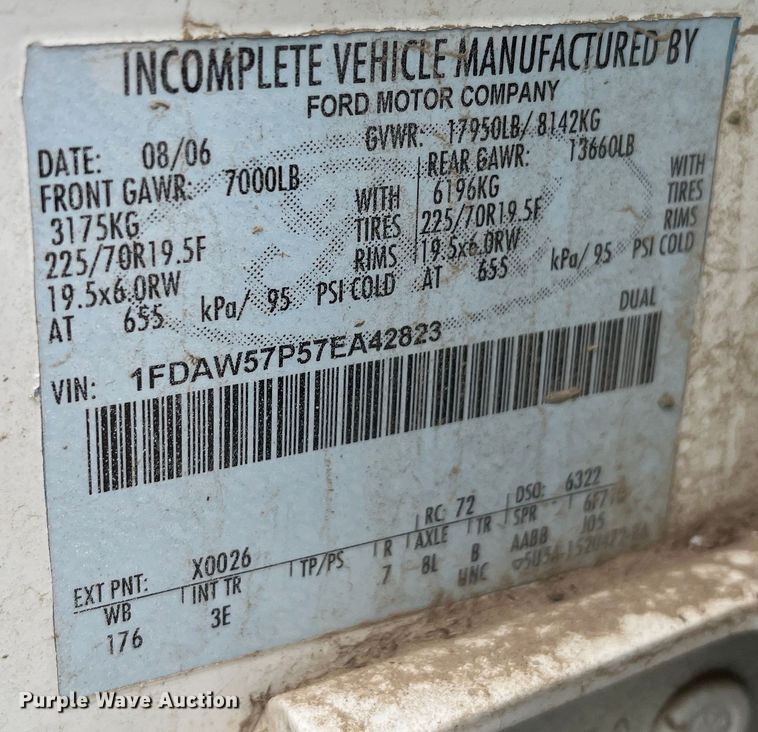 INCOMPLETE VEHICLE MANUFACTURED BY
FORD MOTOR COMPANY
DATE: 08/06 GVWR: 17950LB/ 8142KG
FRONT GAWR: 7000LB REAR GAWR: 13660LB
3175KG WITH 6196KG WITH
225/70R19.5F TIRES 225/70R19.5F TIRES
19.5x6.0RW RIMS 19.5x6.0RW RIMS
AT 655 kPa/ 95 PSI COLD AT 655 kPa/ 95 PSI COLD
DUAL
VIN: 1FDAW57P57EA42823
EXT PNT: X0026 RC: 72 DSO: 6322
WB INT TR TP/PS R AXLE TR SPR
176 3E 7 8L B AABB J05
UNC
Purple Wave Auction